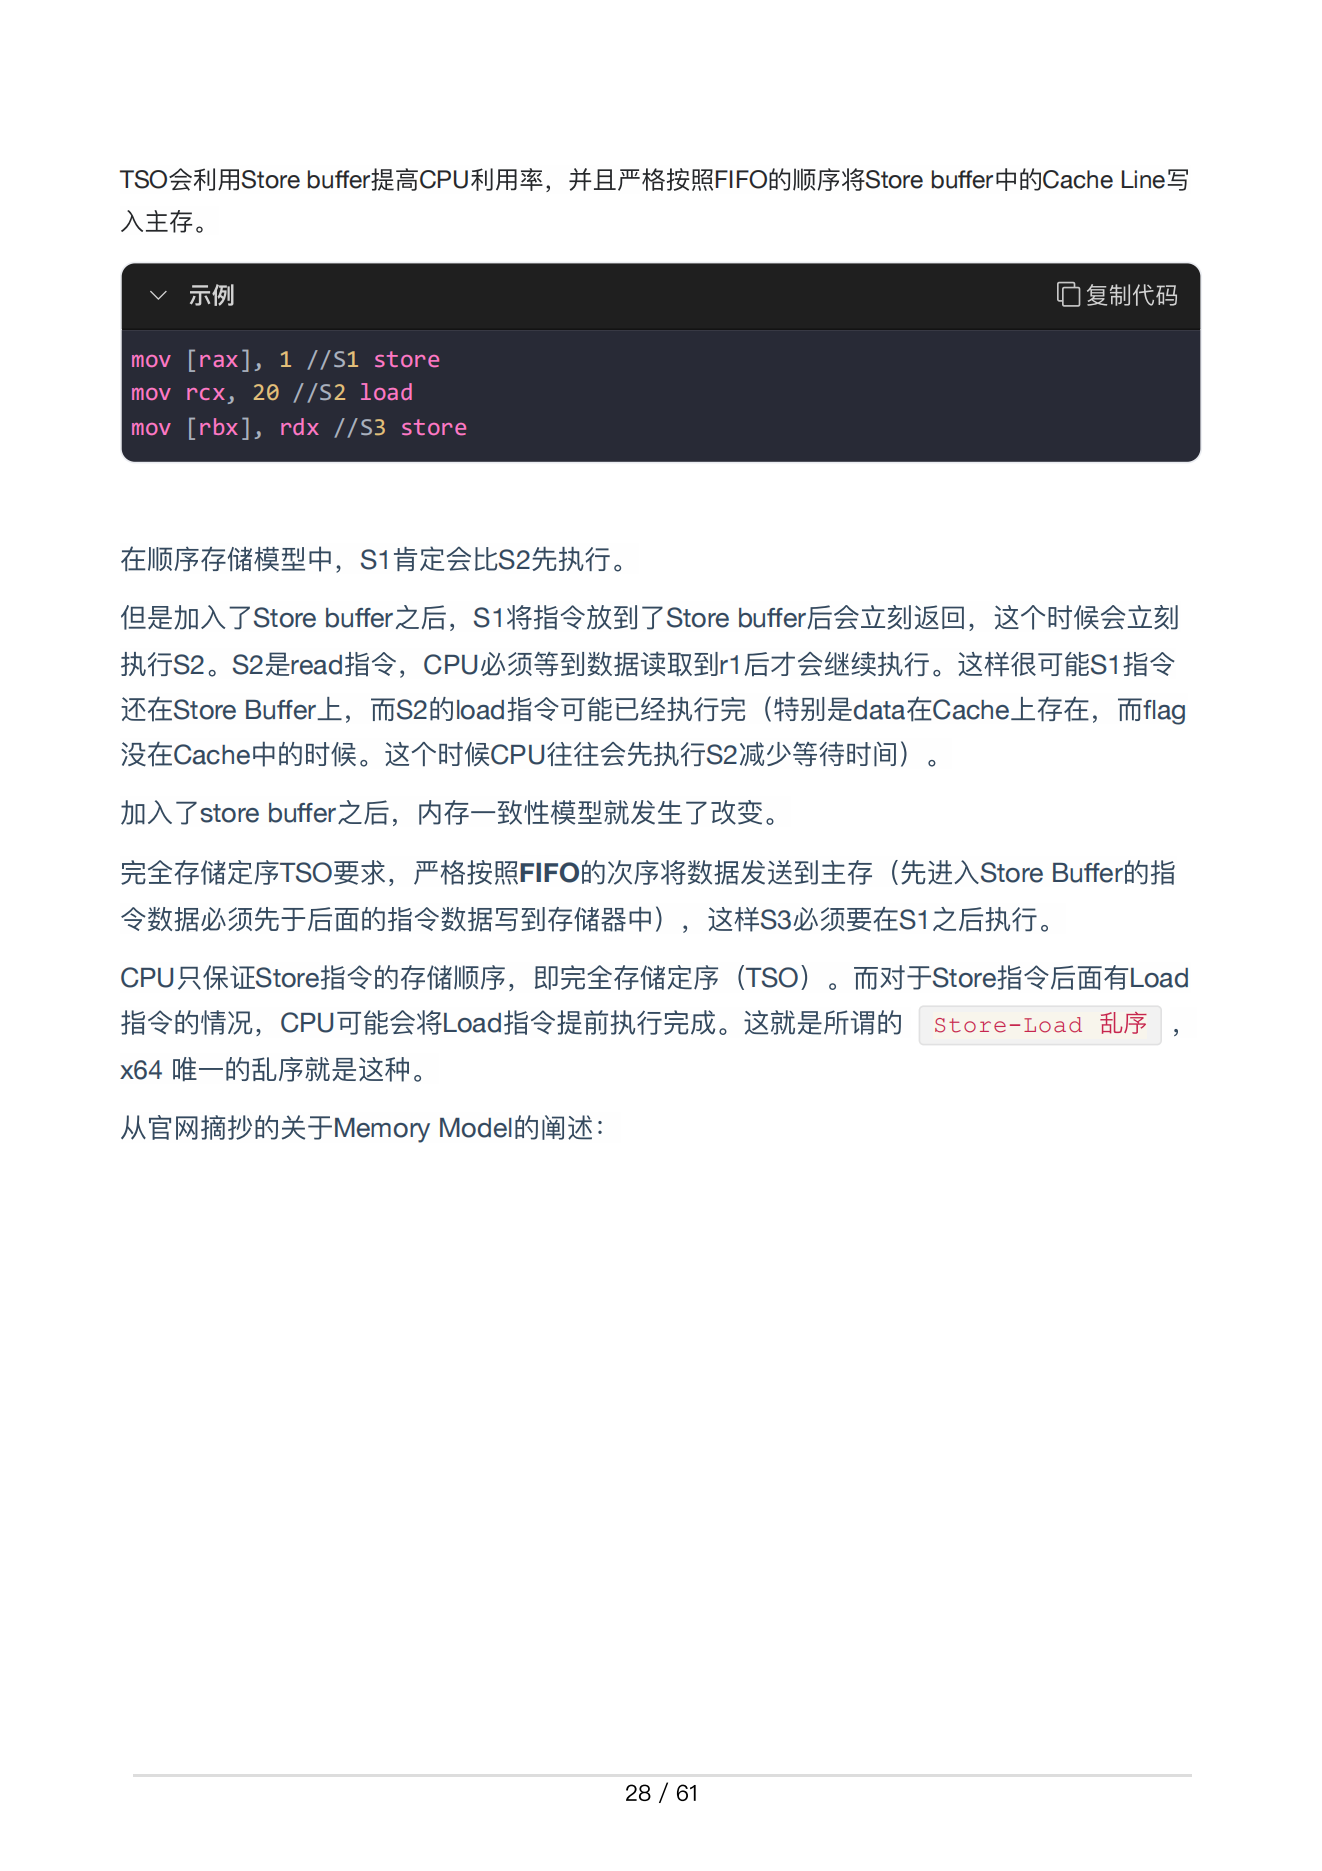 TSO会利用Store buffer提高CPU利用率，并且严格按照FIFO的顺序将Store buffer中的Cache Line写
入主存。
示例
复制代码
mov [rax], 1 //S1 store
mov rcx, 20 //S2 load
mov [rbx], rdx //S3 store
在顺序存储模型中，S1肯定会比S2先执行。
但是加入了Store buffer之后，S1将指令放到了Store buffer后会立刻返回，这个时候会立刻
执行S2。S2是read指令，CPU必须等到数据读取到r1后才会继续执行。这样很可能S1指令
还在Store Buffer上，而S2的load指令可能已经执行完（特别是data在Cache上存在，而flag
没在Cache中的时候。这个时候CPU往往会先执行S2减少等待时间）。
加入了store buffer之后，内存一致性模型就发生了改变。
完全存储定序TSO要求，严格按照FIFO的次序将数据发送到主存（先进入Store Buffer的指
令数据必须先于后面的指令数据写到存储器中），这样S3必须要在S1之后执行。
CPU只保证Store指令的存储顺序，即完全存储定序（TSO）。而对于Store指令后面有Load
指令的情况，CPU可能会将Load指令提前执行完成。这就是所谓的 Store-Load 乱序 ，
x64 唯一的乱序就是这种。
从官网摘抄的关于Memory Model的阐述：
28 / 61